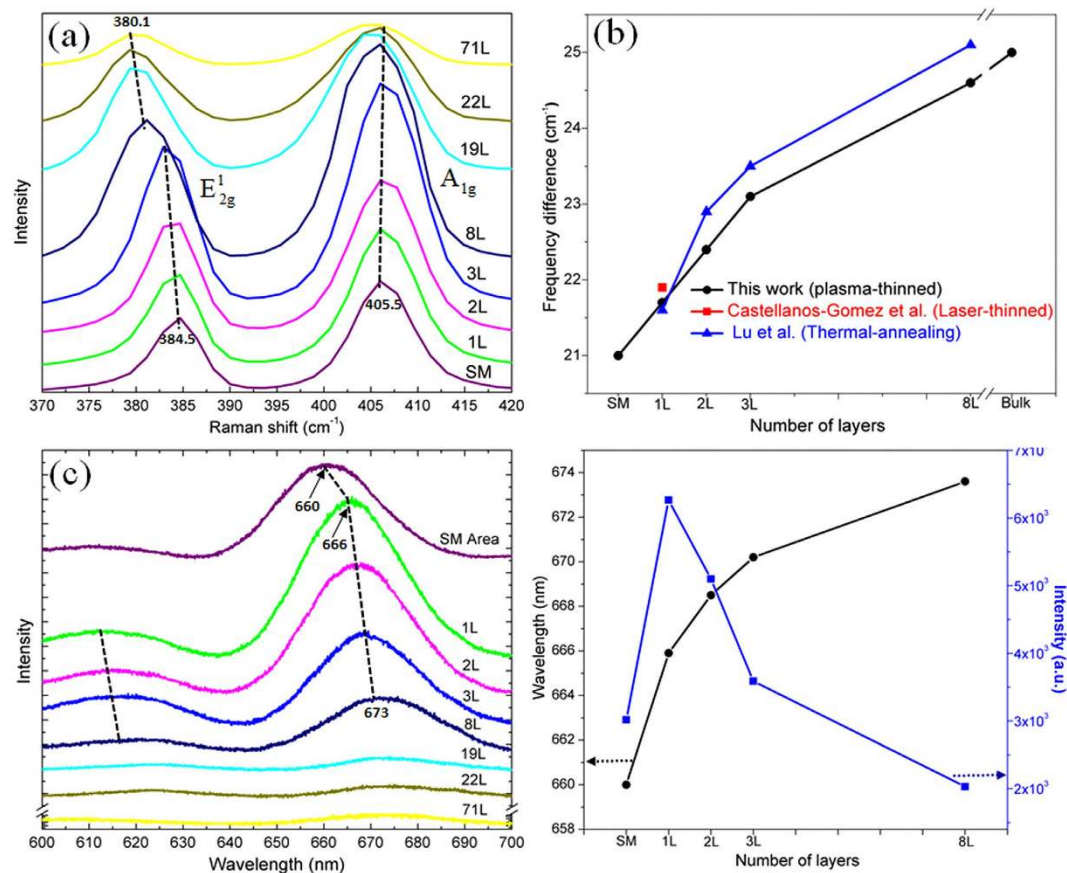 (a)
380.1
71L
22L
19L
E¹2g
A1g
8L
3L
2L
1L
384.5
405.5
SM
Intensity
370 375 380 385 390 395 400 405 410 415 420
Raman shift (cm⁻¹)
(b)
25
24
23
22
21
Frequency difference (cm⁻¹)
This work (plasma-thinned)
Castellanos-Gomez et al. (Laser-thinned)
Lu et al. (Thermal-annealing)
SM 1L 2L 3L 8L Bulk
Number of layers
(c)
660
666
SM Area
1L
2L
3L
673
8L
19L
22L
71L
Intensity
600 610 620 630 640 650 660 670 680 690 700
Wavelength (nm)
674
672
670
668
666
664
662
660
658
Wavelength (nm)
7x10
6x10³
5x10³
4x10³
3x10³
2x10³
Intensity (a.u.)
SM 1L 2L 3L 8L
Number of layers